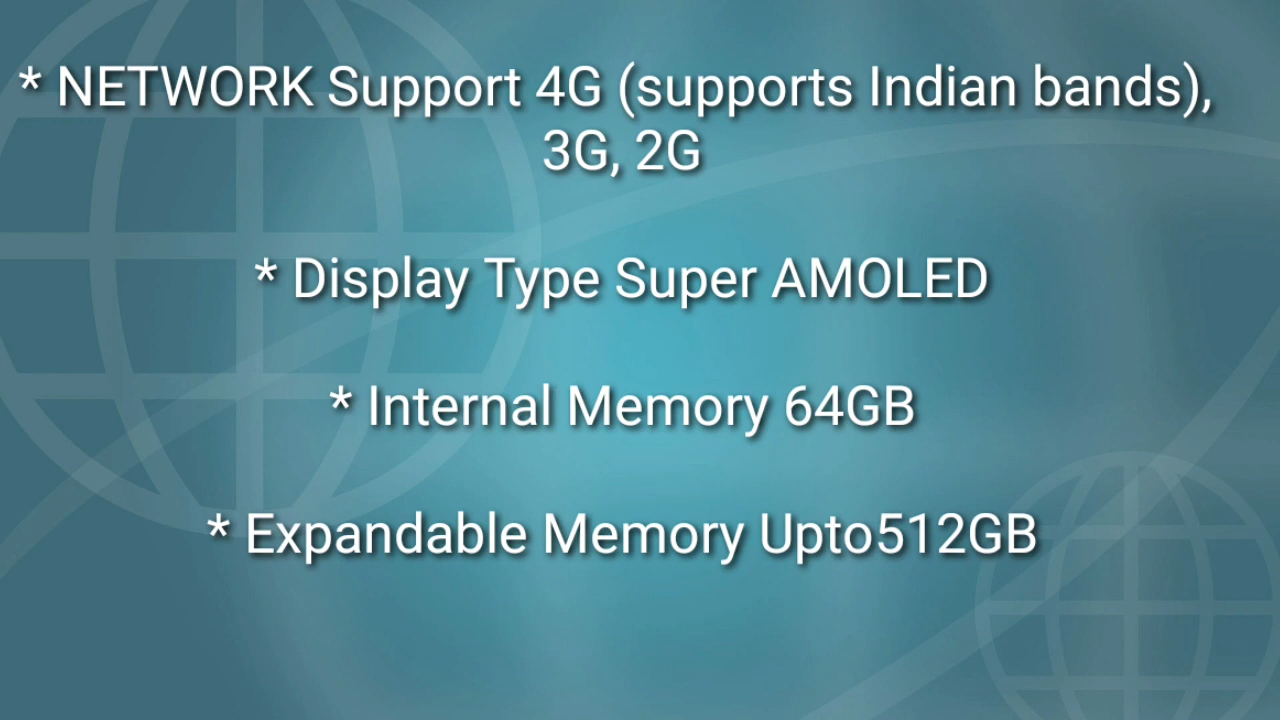 * NETWORK Support 4G (supports Indian bands),
3G, 2G
* Display Type Super AMOLED
* Internal Memory 64GB
* Expandable Memory Upto512GB